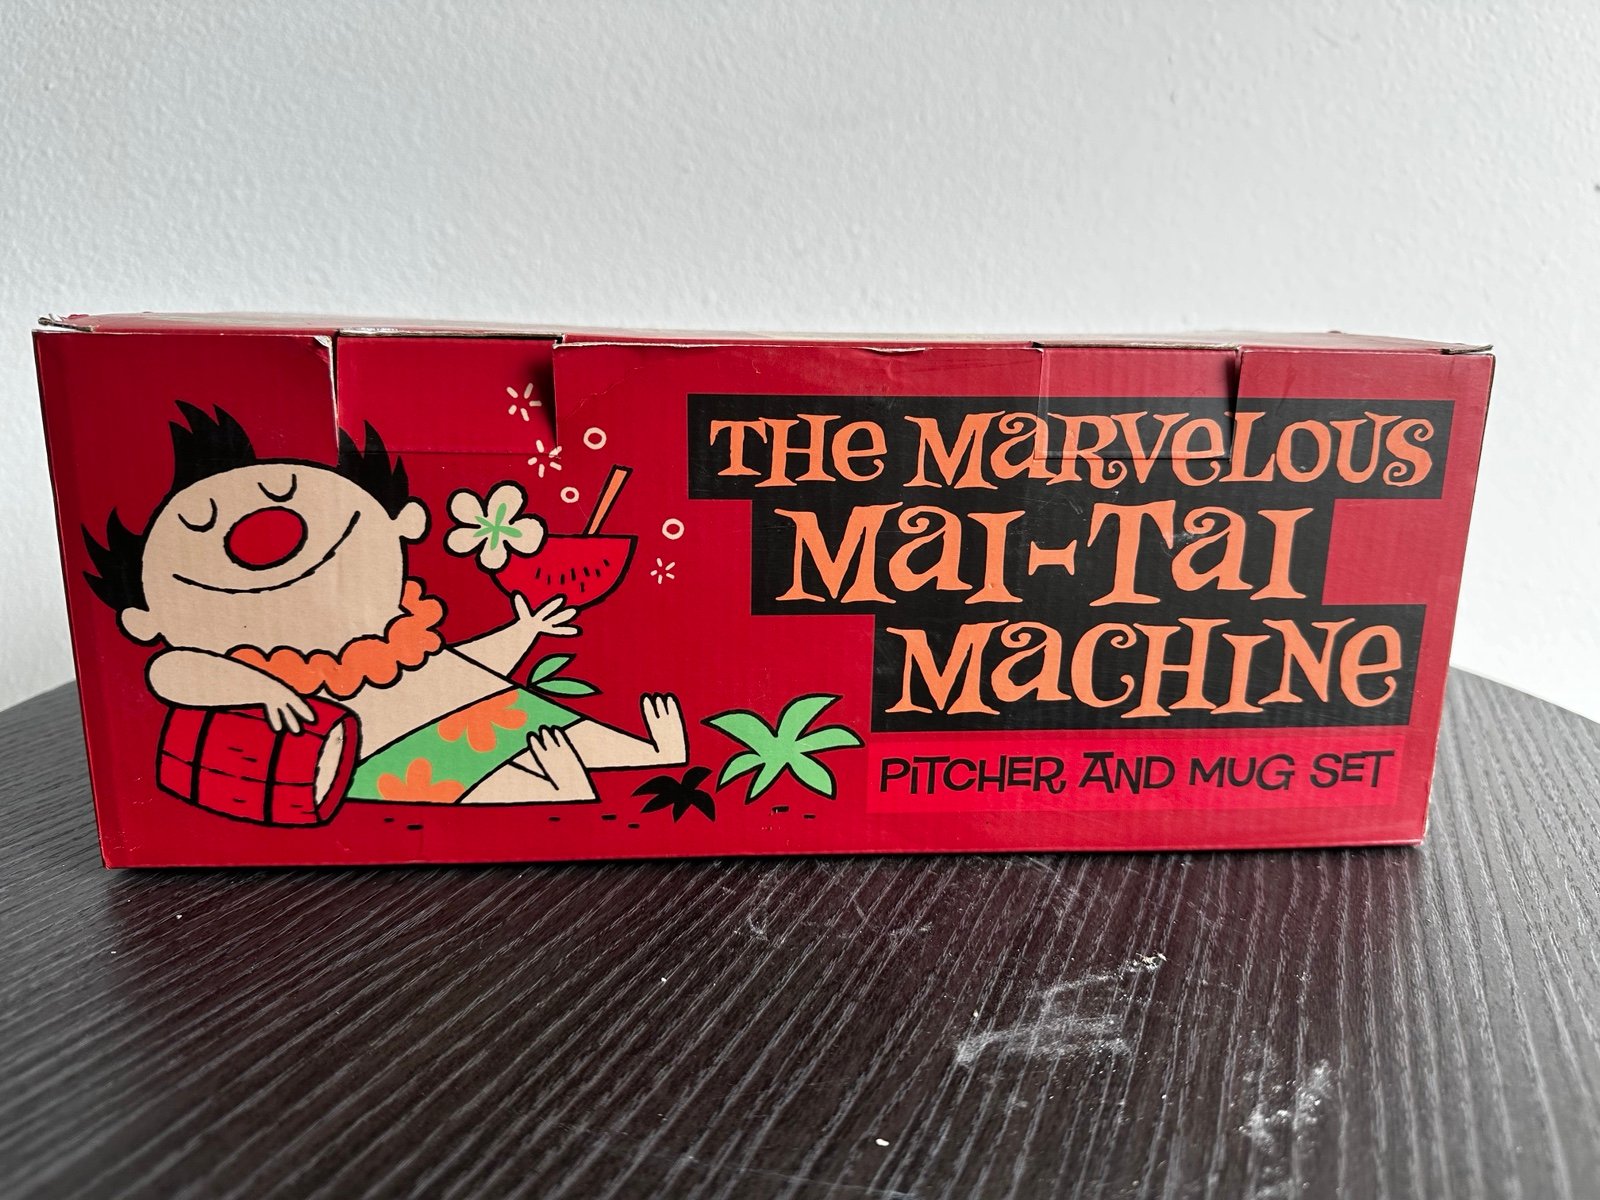 THE MARVELOUS
MAI-TAI
MACHINE
PITCHER AND MUG SET